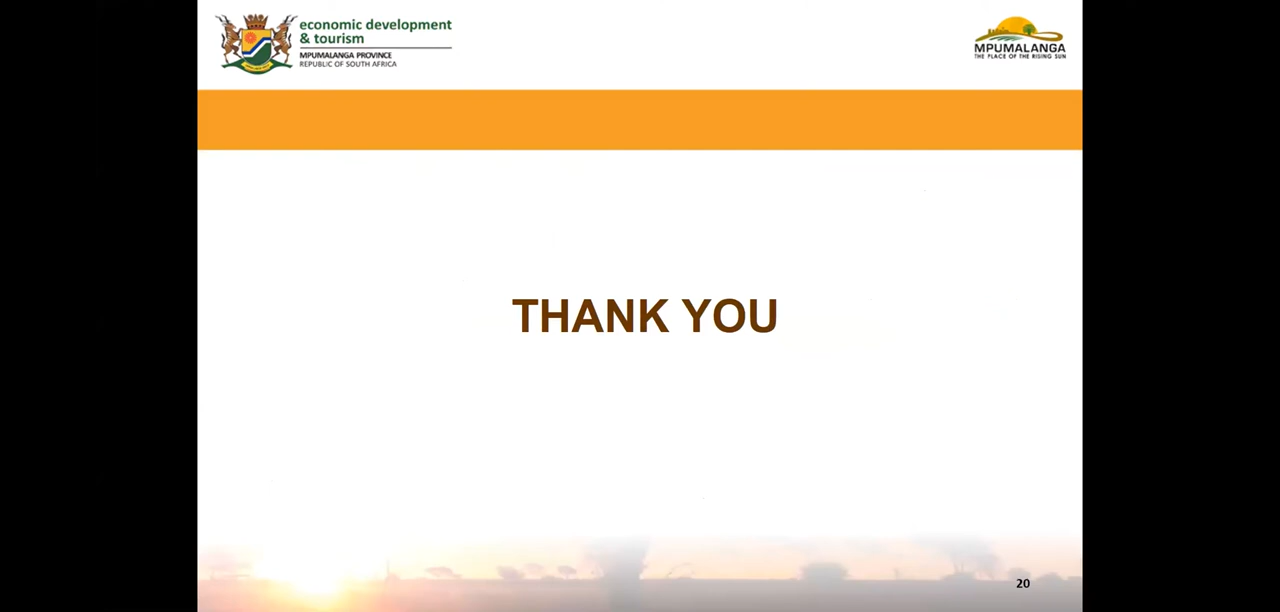 economic development
& tourism
MPUMALANGA PROVINCE
REPUBLIC OF SOUTH AFRICA
MPUMALANGA
THE PLACE OF THE RISING SUN
THANK YOU
20